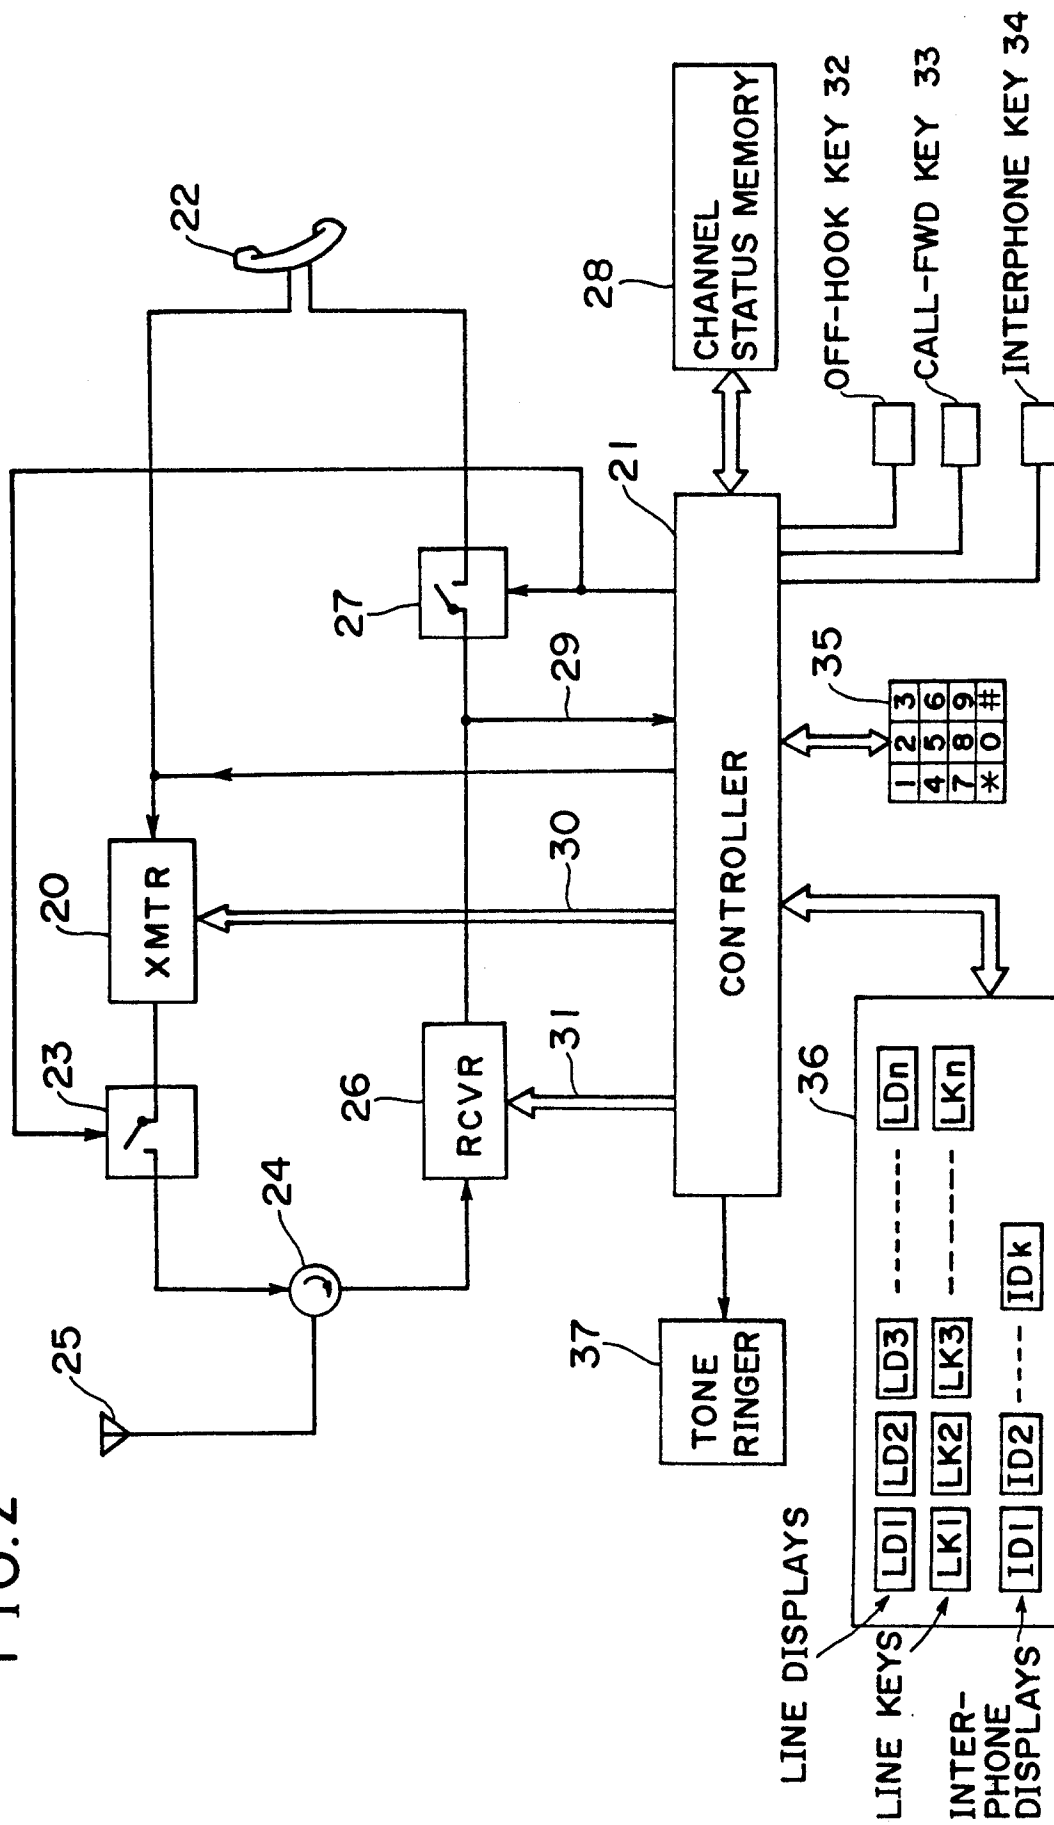 FIG. 2
25
23
20
XMTR
22
24
26
RCVR
27
31
30
29
21
28
CHANNEL
STATUS MEMORY
37
TONE
RINGER
CONTROLLER
OFF-HOOK KEY 32
CALL-FWD KEY 33
INTERPHONE KEY 34
35
1 2 3
4 5 6
7 8 9
* 0 #
36
LINE DISPLAYS
LD1 LD2 LD3 LDn
LINE KEYS
LK1 LK2 LK3 LKn
INTER-
PHONE
DISPLAYS
ID1 ID2 IDk